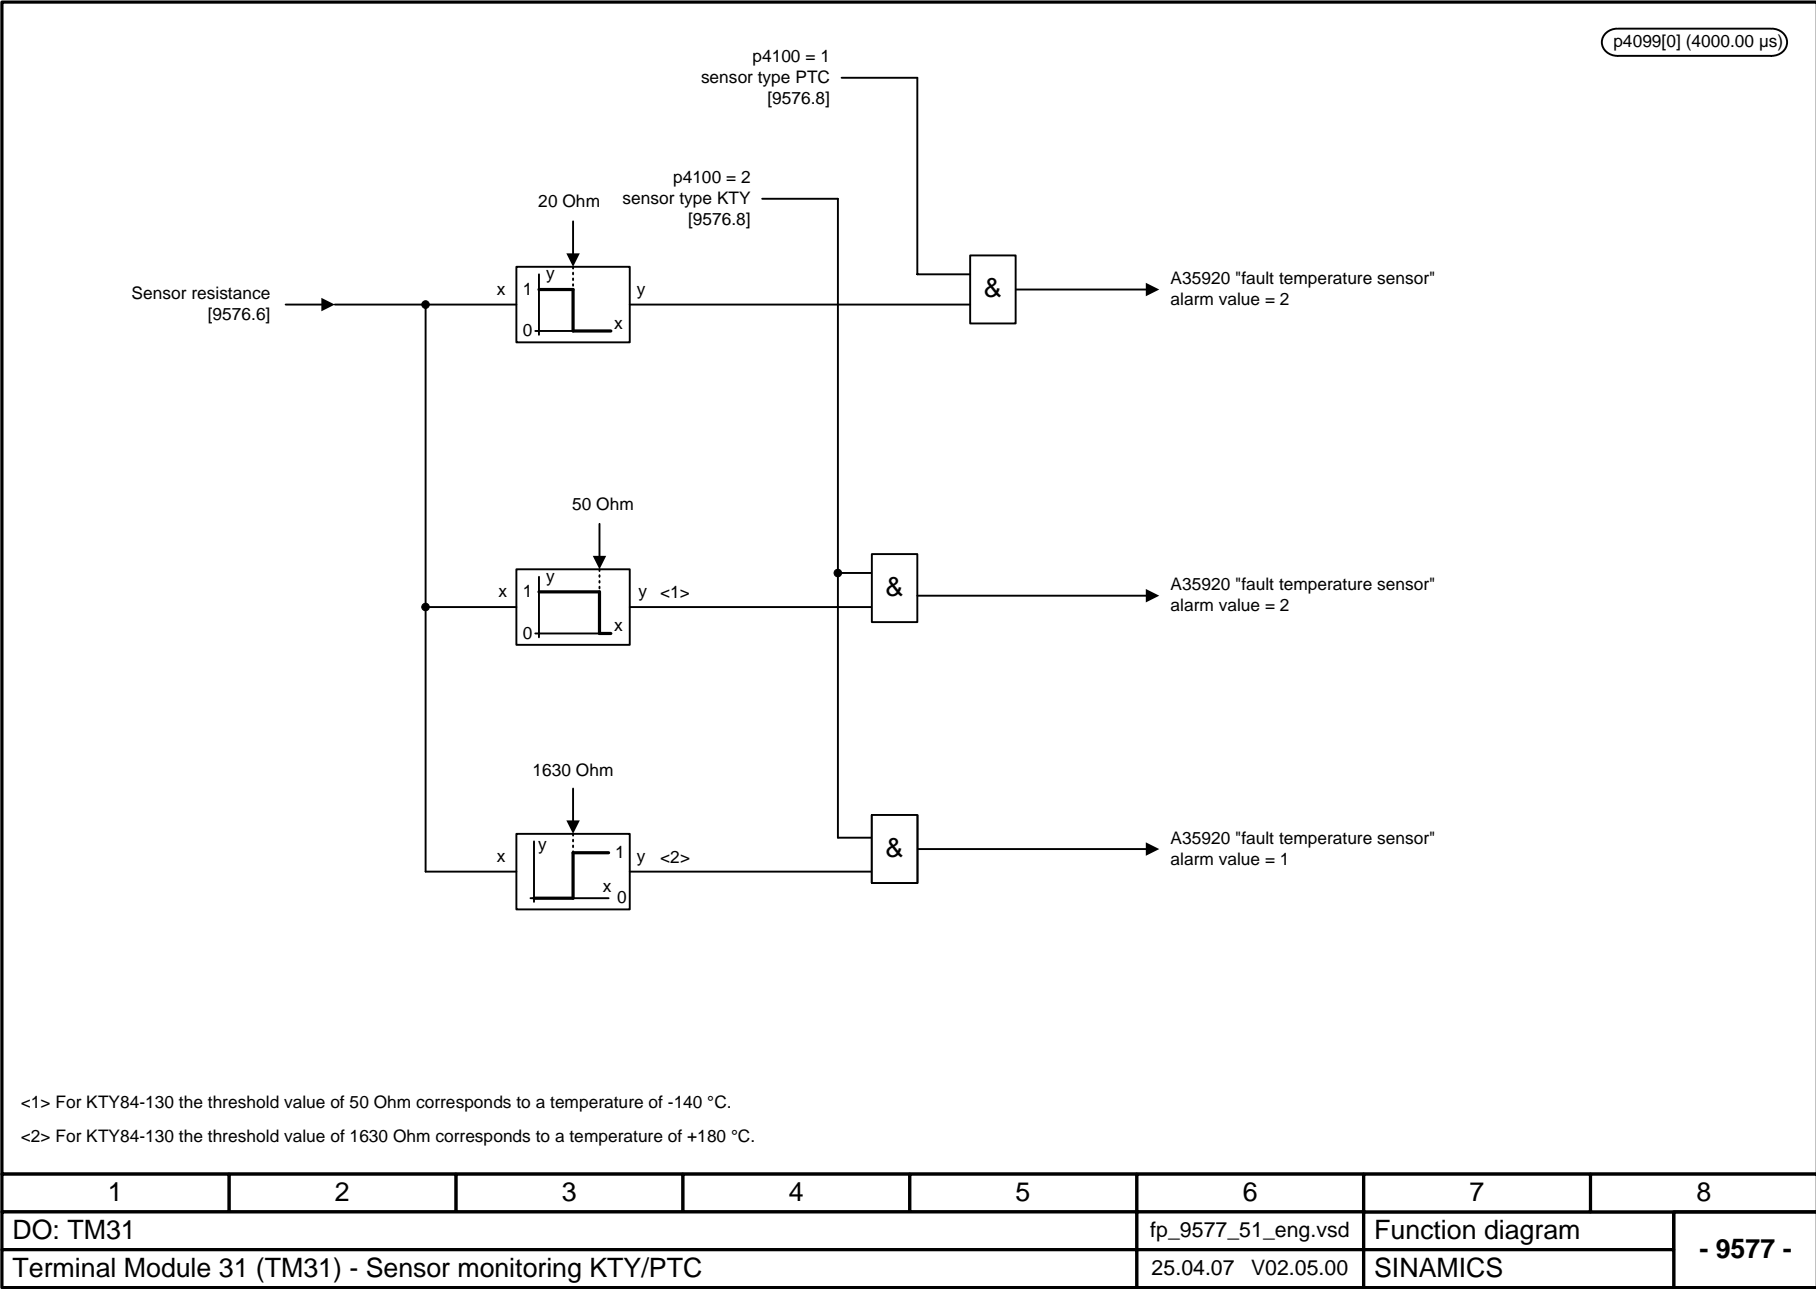 p4099[0] (4000.00 µs)
p4100 = 1
sensor type PTC
[9576.8]
p4100 = 2
sensor type KTY
[9576.8]
20 Ohm
Sensor resistance
[9576.6]
x
1
y
0
x
y
&
A35920 "fault temperature sensor"
alarm value = 2
50 Ohm
x
1
y
0
x
y <1>
&
A35920 "fault temperature sensor"
alarm value = 2
1630 Ohm
x
y
1
x
0
y <2>
&
A35920 "fault temperature sensor"
alarm value = 1
<1> For KTY84-130 the threshold value of 50 Ohm corresponds to a temperature of -140 °C.
<2> For KTY84-130 the threshold value of 1630 Ohm corresponds to a temperature of +180 °C.
1 2 3 4 5 6 7 8
DO: TM31
fp_9577_51_eng.vsd
Function diagram
- 9577 -
Terminal Module 31 (TM31) - Sensor monitoring KTY/PTC
25.04.07 V02.05.00
SINAMICS